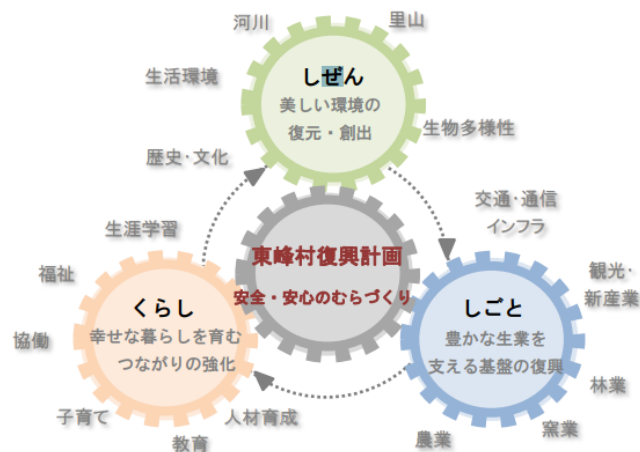 河川
里山
生活環境
しぜん
美しい環境の
復元・創出
生物多様性
歴史・文化
交通・通信
インフラ
生涯学習
東峰村復興計画
安全・安心のむらづくり
福祉
観光・
新産業
くらし
幸せな暮らしを育む
つながりの強化
しごと
豊かな生業を
支える基盤の復興
協働
林業
子育て
人材育成
教育
農業
窯業